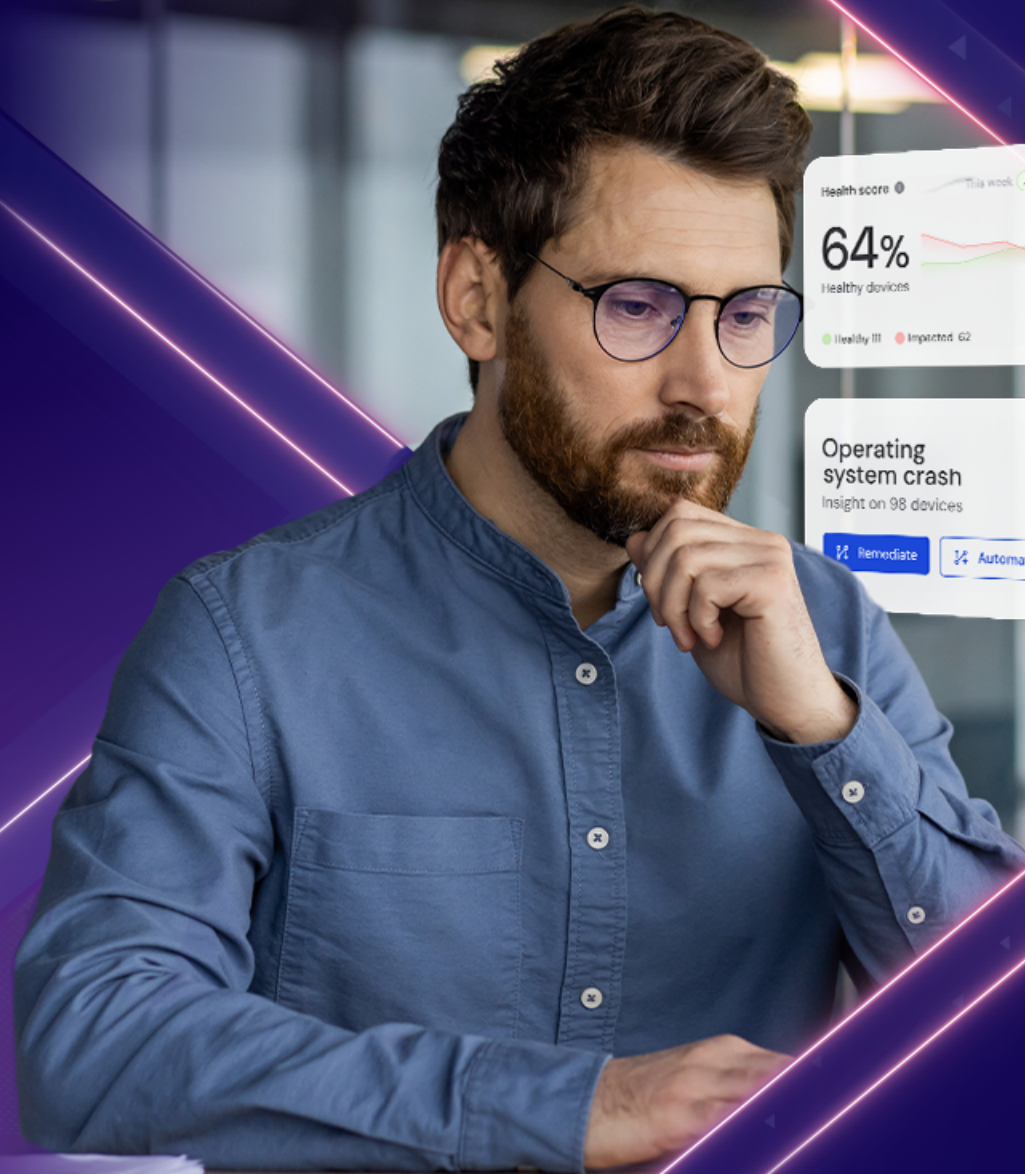 Health score
This week
64%
Healthy devices
Healthy 111
Impacted 62
Operating
system crash
Insight on 98 devices
Remediate
Automa